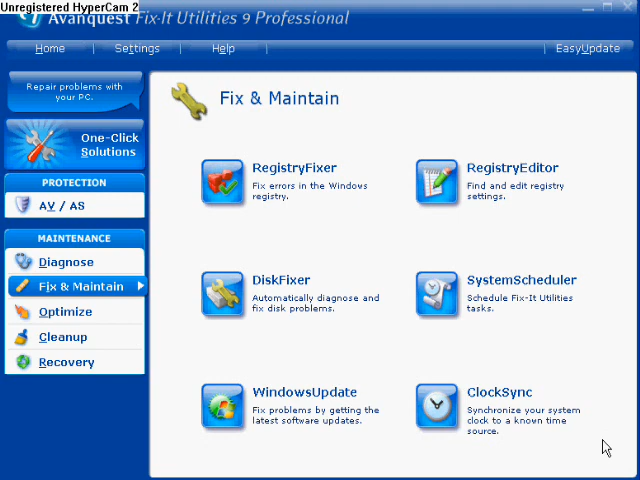 Unregistered HyperCam 2
Avanquest Fix-It Utilities 9 Professional
Home | Settings | Help | EasyUpdate
Repair problems with
your PC.
One-Click
Solutions
PROTECTION
AV / AS
MAINTENANCE
Diagnose
Fix & Maintain
Optimize
Cleanup
Recovery
Fix & Maintain
RegistryFixer
Fix errors in the Windows
registry.
RegistryEditor
Find and edit registry
settings.
DiskFixer
Automatically diagnose and
fix disk problems.
SystemScheduler
Schedule Fix-It Utilities
tasks.
WindowsUpdate
Fix problems by getting the
latest software updates.
ClockSync
Synchronize your system
clock to a known time
source.